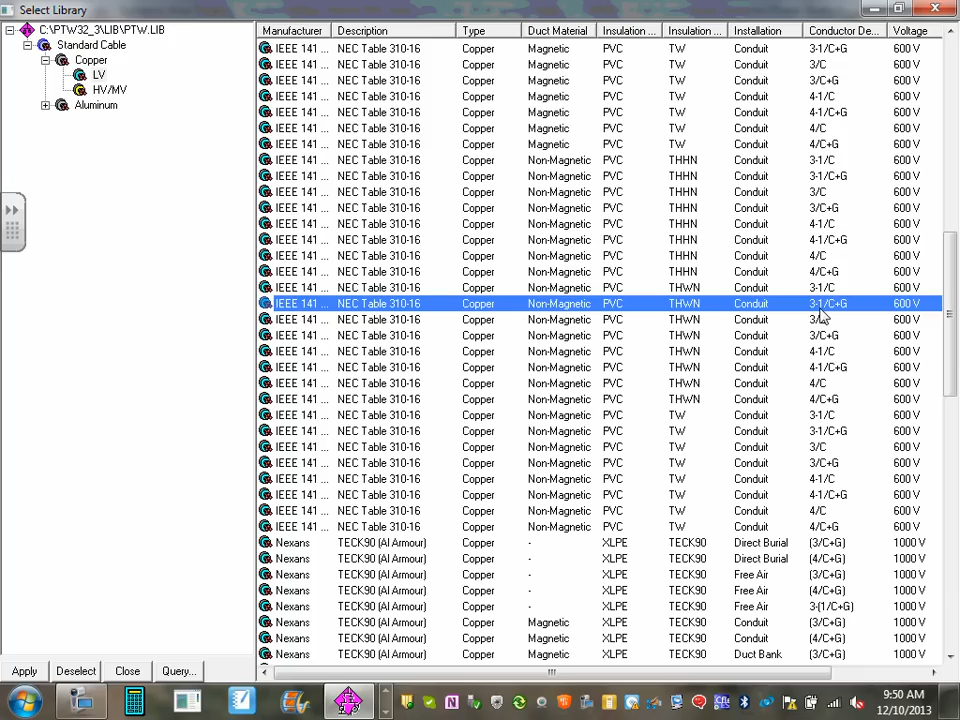 Select Library
C:\PTW32_3\LIB\PTW.LIB
Standard Cable
Copper
LV
HV/MV
Aluminum
Manufacturer Description Type Duct Material Insulation ... Insulation ... Installation Conductor De... Voltage
IEEE 141 ... NEC Table 310-16 Copper Magnetic PVC TW Conduit 3-1/C+G 600 V
IEEE 141 ... NEC Table 310-16 Copper Magnetic PVC TW Conduit 3/C 600 V
IEEE 141 ... NEC Table 310-16 Copper Magnetic PVC TW Conduit 3/C+G 600 V
IEEE 141 ... NEC Table 310-16 Copper Magnetic PVC TW Conduit 4-1/C 600 V
IEEE 141 ... NEC Table 310-16 Copper Magnetic PVC TW Conduit 4-1/C+G 600 V
IEEE 141 ... NEC Table 310-16 Copper Magnetic PVC TW Conduit 4/C 600 V
IEEE 141 ... NEC Table 310-16 Copper Magnetic PVC TW Conduit 4/C+G 600 V
IEEE 141 ... NEC Table 310-16 Copper Non-Magnetic PVC THHN Conduit 3-1/C 600 V
IEEE 141 ... NEC Table 310-16 Copper Non-Magnetic PVC THHN Conduit 3-1/C+G 600 V
IEEE 141 ... NEC Table 310-16 Copper Non-Magnetic PVC THHN Conduit 3/C 600 V
IEEE 141 ... NEC Table 310-16 Copper Non-Magnetic PVC THHN Conduit 3/C+G 600 V
IEEE 141 ... NEC Table 310-16 Copper Non-Magnetic PVC THHN Conduit 4-1/C 600 V
IEEE 141 ... NEC Table 310-16 Copper Non-Magnetic PVC THHN Conduit 4-1/C+G 600 V
IEEE 141 ... NEC Table 310-16 Copper Non-Magnetic PVC THHN Conduit 4/C 600 V
IEEE 141 ... NEC Table 310-16 Copper Non-Magnetic PVC THHN Conduit 4/C+G 600 V
IEEE 141 ... NEC Table 310-16 Copper Non-Magnetic PVC THWN Conduit 3-1/C 600 V
IEEE 141 ... NEC Table 310-16 Copper Non-Magnetic PVC THWN Conduit 3-1/C+G 600 V
IEEE 141 ... NEC Table 310-16 Copper Non-Magnetic PVC THWN Conduit 600 V
IEEE 141 ... NEC Table 310-16 Copper Non-Magnetic PVC THWN Conduit 3/C+G 600 V
IEEE 141 ... NEC Table 310-16 Copper Non-Magnetic PVC THWN Conduit 4-1/C 600 V
IEEE 141 ... NEC Table 310-16 Copper Non-Magnetic PVC THWN Conduit 4-1/C+G 600 V
IEEE 141 ... NEC Table 310-16 Copper Non-Magnetic PVC THWN Conduit 4/C 600 V
IEEE 141 ... NEC Table 310-16 Copper Non-Magnetic PVC THWN Conduit 4/C+G 600 V
IEEE 141 ... NEC Table 310-16 Copper Non-Magnetic PVC TW Conduit 3-1/C 600 V
IEEE 141 ... NEC Table 310-16 Copper Non-Magnetic PVC TW Conduit 3-1/C+G 600 V
IEEE 141 ... NEC Table 310-16 Copper Non-Magnetic PVC TW Conduit 3/C 600 V
IEEE 141 ... NEC Table 310-16 Copper Non-Magnetic PVC TW Conduit 3/C+G 600 V
IEEE 141 ... NEC Table 310-16 Copper Non-Magnetic PVC TW Conduit 4-1/C 600 V
IEEE 141 ... NEC Table 310-16 Copper Non-Magnetic PVC TW Conduit 4-1/C+G 600 V
IEEE 141 ... NEC Table 310-16 Copper Non-Magnetic PVC TW Conduit 4/C 600 V
IEEE 141 ... NEC Table 310-16 Copper Non-Magnetic PVC TW Conduit 4/C+G 600 V
Nexans TECK90 (Al Armour) Copper - XLPE TECK90 Direct Burial (3/C+G) 1000 V
Nexans TECK90 (Al Armour) Copper - XLPE TECK90 Direct Burial (4/C+G) 1000 V
Nexans TECK90 (Al Armour) Copper - XLPE TECK90 Free Air (3/C+G) 1000 V
Nexans TECK90 (Al Armour) Copper - XLPE TECK90 Free Air (4/C+G) 1000 V
Nexans TECK90 (Al Armour) Copper - XLPE TECK90 Free Air 3-(1/C+G) 1000 V
Nexans TECK90 (Al Armour) Copper Magnetic XLPE TECK90 Conduit (3/C+G) 1000 V
Nexans TECK90 (Al Armour) Copper Magnetic XLPE TECK90 Conduit (4/C+G) 1000 V
Nexans TECK90 (Al Armour) Copper Magnetic XLPE TECK90 Duct Bank (3/C+G) 1000 V
Apply Deselect Close Query...
9:50 AM
12/10/2013